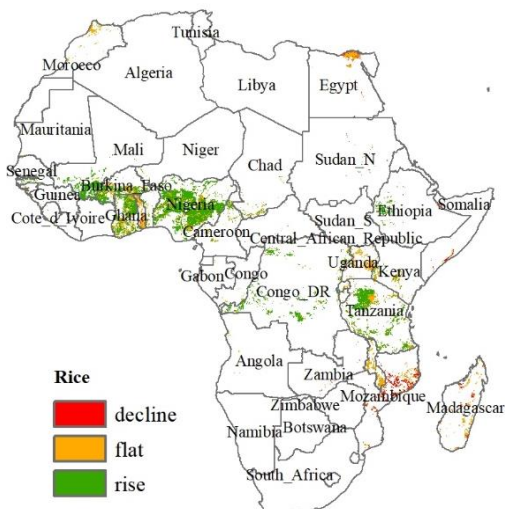 Tunisia
Morocco
Algeria
Libya
Egypt
Mauritania
Mali
Niger
Chad
Sudan_N
Senegal
Burkina_Faso
Guinea
Nigeria
Ethiopia
Somalia
Cote_d_Ivoire
Ghana
Sudan_S
Cameroon
Central_African_Republic
Uganda
Kenya
Gabon
Congo
Congo_DR
Tanzania
Angola
Zambia
Mozambique
Madagascar
Zimbabwe
Namibia
Botswana
South_Africa
Rice
decline
flat
rise